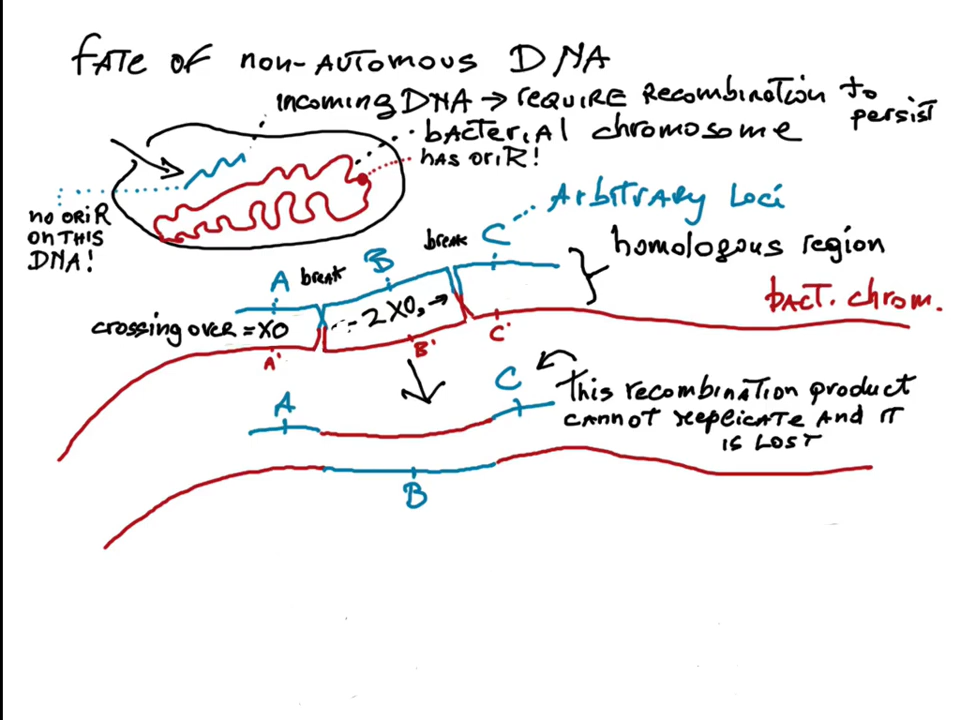 FATE OF non-AUTOMOUS DNA
incoming DNA → REQUIRE RECOMBINATION to persist
bACTERIAL chromosome
hAS ORIR!
no ORIR
ON THIS
DNA!
Arbitrary Loci
A break B break C
homologous region
bact. chrom.
crossing over = XO
2 XOs →
A' B' C'
A C
This recombination product
cannot replicate and it
is LOST
B